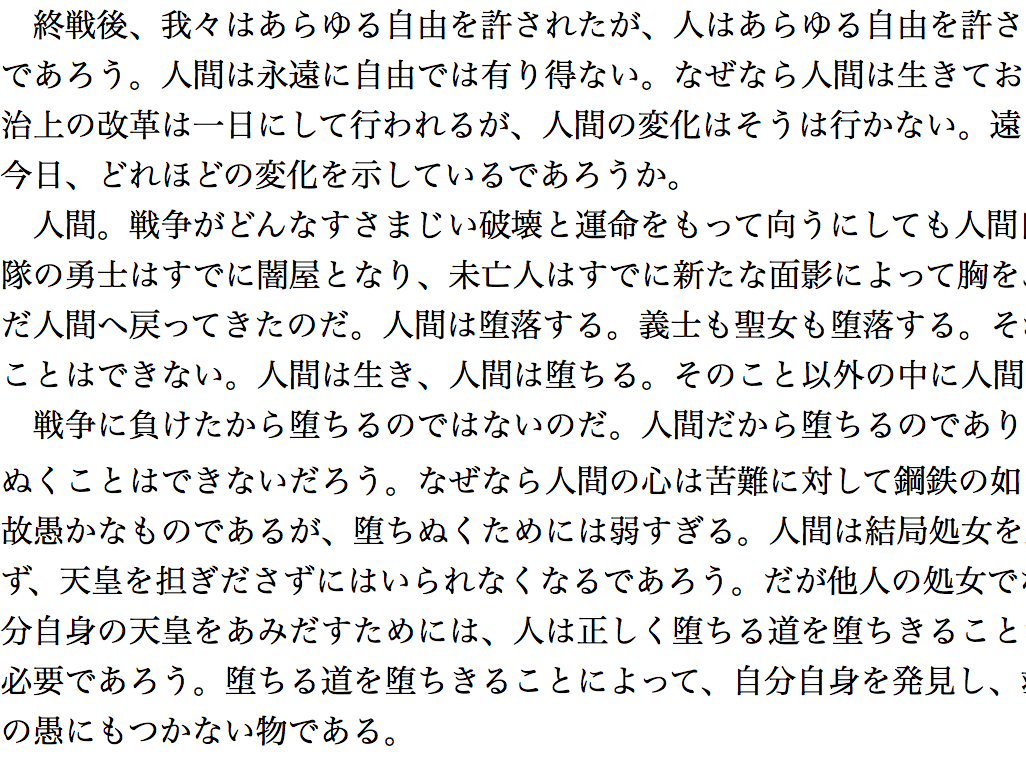 終戦後、我々はあらゆる自由を許されたが、人はあらゆる自由を許さ
であろう。人間は永遠に自由では有り得ない。なぜなら人間は生きてお
治上の改革は一日にして行われるが、人間の変化はそうは行かない。遠
今日、どれほどの変化を示しているであろうか。
　人間。戦争がどんなすさまじい破壊と運命をもって向うにしても人間
隊の勇士はすでに闇屋となり、未亡人はすでに新たな面影によって胸を
だ人間へ戻ってきたのだ。人間は堕落する。義士も聖女も堕落する。そ
ことはできない。人間は生き、人間は堕ちる。そのこと以外の中に人間
　戦争に負けたから堕ちるのではないのだ。人間だから堕ちるのであり
ぬくことはできないだろう。なぜなら人間の心は苦難に対して鋼鉄の如
故愚かなものであるが、堕ちぬくためには弱すぎる。人間は結局処女を
ず、天皇を担ぎださずにはいられなくなるであろう。だが他人の処女で
分自身の天皇をあみだすためには、人は正しく堕ちる道を堕ちきること
必要であろう。堕ちる道を堕ちきることによって、自分自身を発見し、
の愚にもつかない物である。